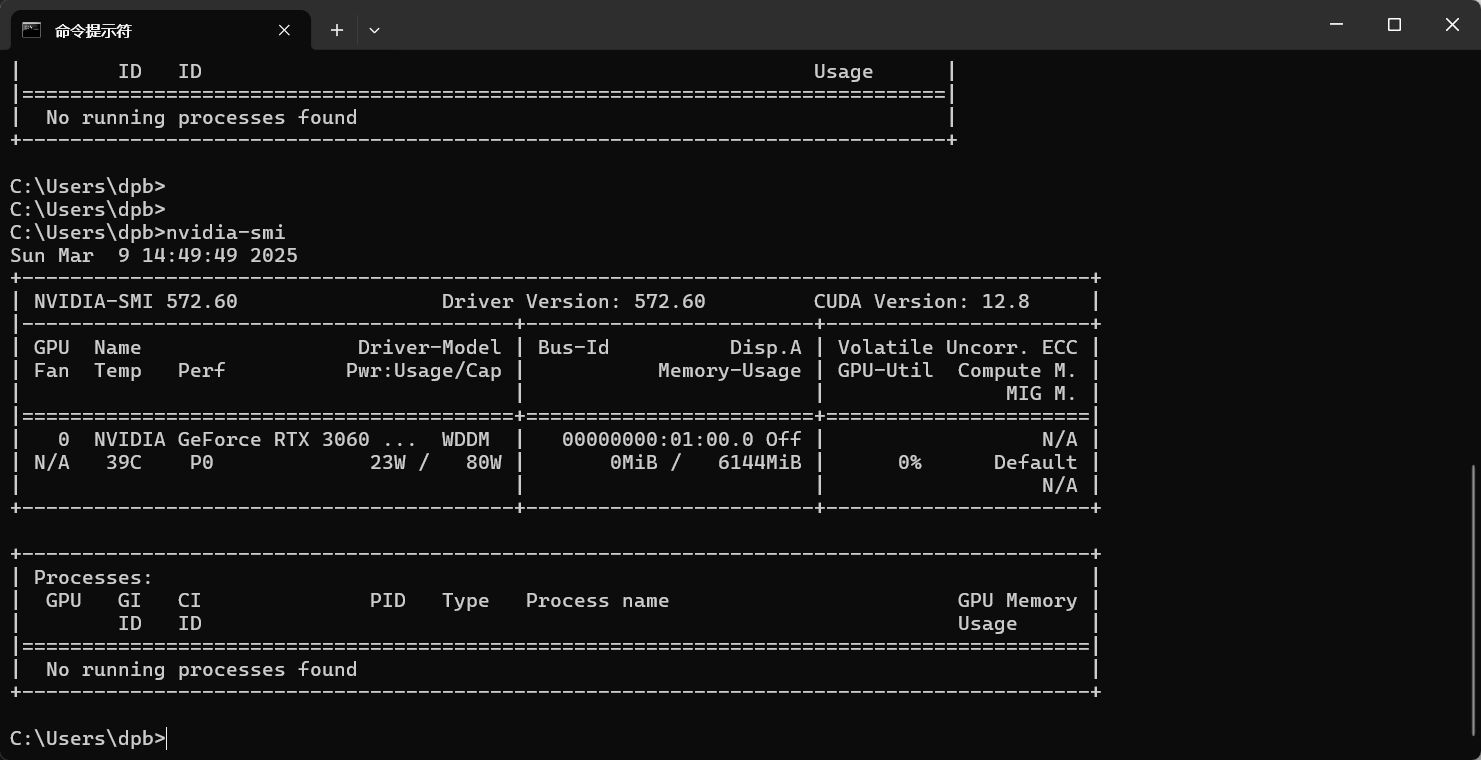 命令提示符
|        ID   ID                                                   Usage      |
|=============================================================================|
|  No running processes found                                                 |
+-----------------------------------------------------------------------------+
C:\Users\dpb>
C:\Users\dpb>
C:\Users\dpb>nvidia-smi
Sun Mar  9 14:49:49 2025
+-----------------------------------------------------------------------------------------+
| NVIDIA-SMI 572.60                 Driver Version: 572.60         CUDA Version: 12.8     |
|-----------------------------------------+------------------------+----------------------+
| GPU  Name                  Driver-Model | Bus-Id          Disp.A | Volatile Uncorr. ECC |
| Fan  Temp   Perf          Pwr:Usage/Cap |           Memory-Usage | GPU-Util  Compute M. |
|                                         |                        |               MIG M. |
|=========================================+========================+======================|
|   0  NVIDIA GeForce RTX 3060 ...  WDDM  |   00000000:01:00.0 Off |                  N/A |
| N/A   39C    P0             23W /   80W |       0MiB /   6144MiB |      0%      Default |
|                                         |                        |                  N/A |
+-----------------------------------------+------------------------+----------------------+
+-----------------------------------------------------------------------------------------+
| Processes:                                                                              |
|  GPU   GI   CI              PID   Type   Process name                        GPU Memory |
|        ID   ID                                                               Usage      |
|=========================================================================================|
|  No running processes found                                                             |
+-----------------------------------------------------------------------------------------+
C:\Users\dpb>